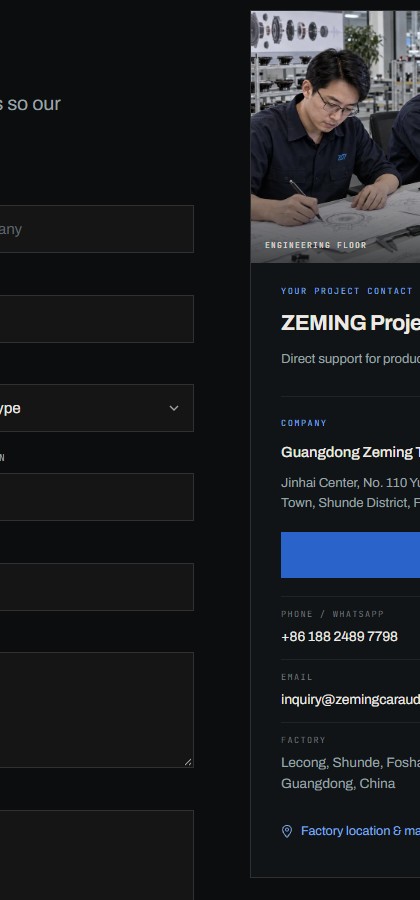 s so our
any
ype
N
ENGINEERING FLOOR
YOUR PROJECT CONTACT
ZEMING Proje
Direct support for produc
COMPANY
Guangdong Zeming T
Jinhai Center, No. 110 Yu
Town, Shunde District, F
PHONE / WHATSAPP
+86 188 2489 7798
EMAIL
inquiry@zemingcaraud
FACTORY
Lecong, Shunde, Fosha
Guangdong, China
Factory location & ma